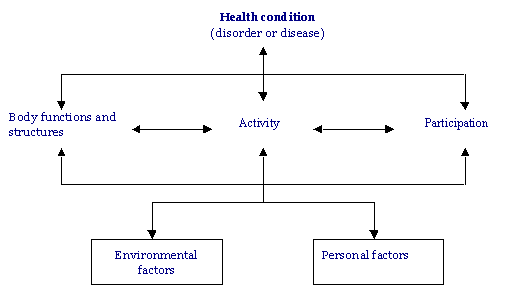 Health condition
(disorder or disease)
Body functions and
structures
Activity
Participation
Environmental
factors
Personal factors